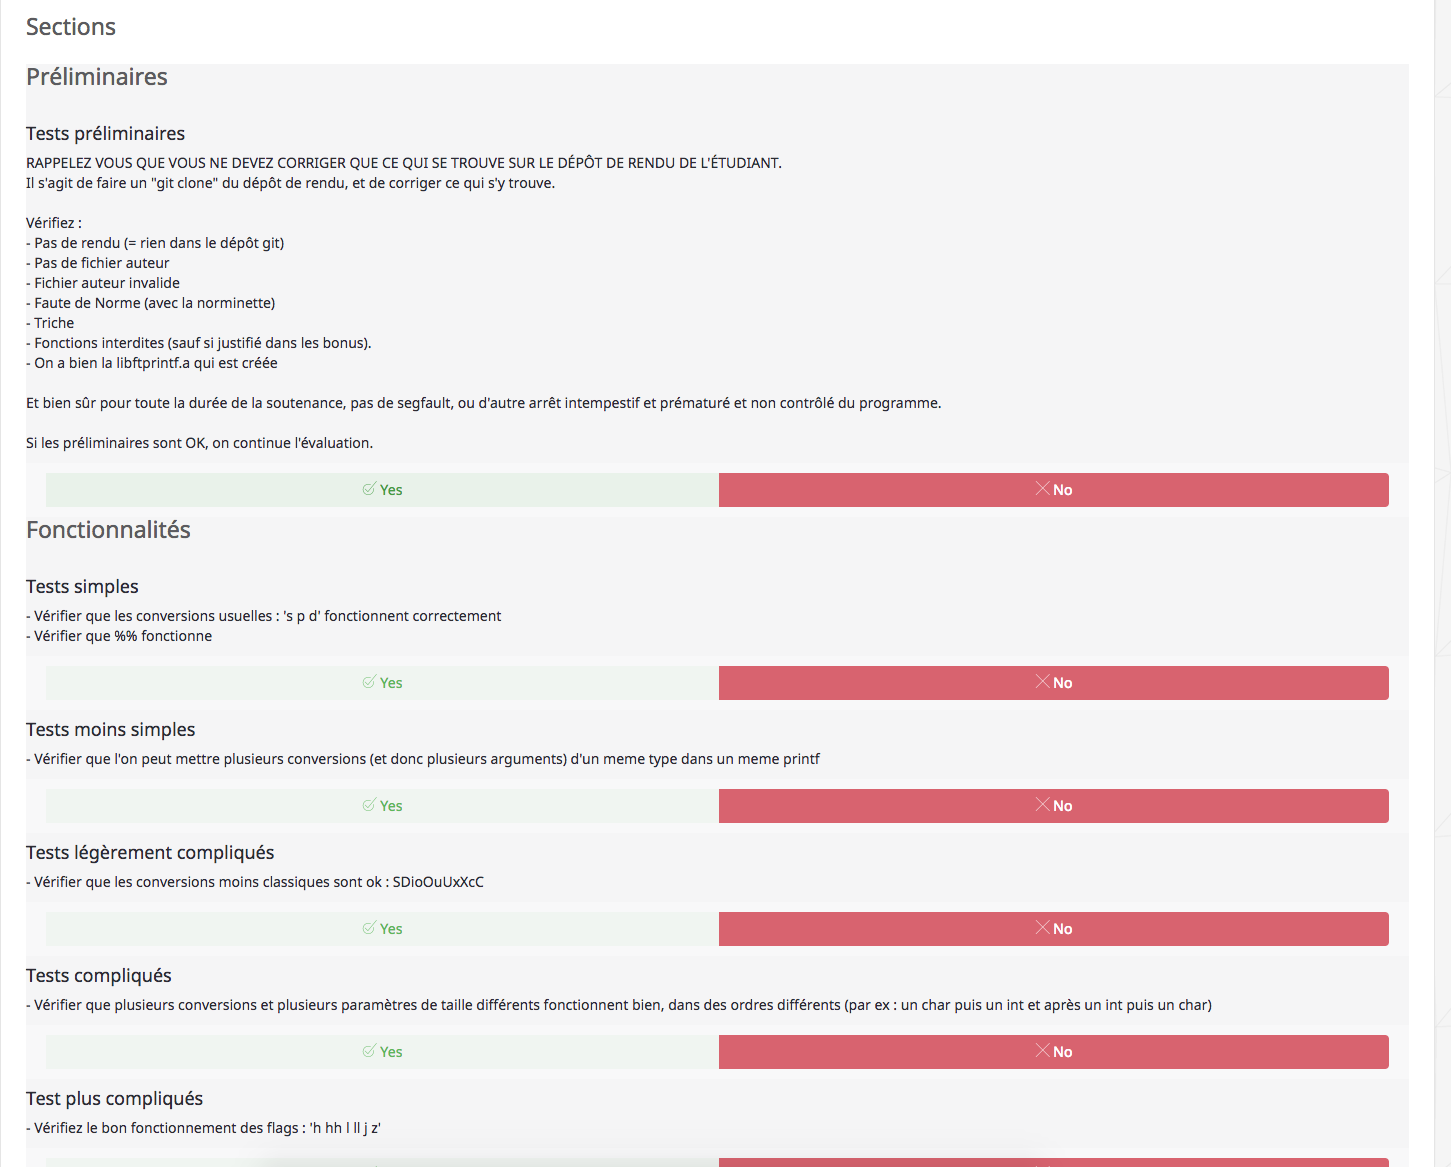 Sections
Préliminaires
Tests préliminaires
RAPPELEZ VOUS QUE VOUS NE DEVEZ CORRIGER QUE CE QUI SE TROUVE SUR LE DÉPÔT DE RENDU DE L'ÉTUDIANT.
Il s'agit de faire un "git clone" du dépôt de rendu, et de corriger ce qui s'y trouve.
Vérifiez :
- Pas de rendu (= rien dans le dépôt git)
- Pas de fichier auteur
- Fichier auteur invalide
- Faute de Norme (avec la norminette)
- Triche
- Fonctions interdites (sauf si justifié dans les bonus).
- On a bien la libftprintf.a qui est créée
Et bien sûr pour toute la durée de la soutenance, pas de segfault, ou d'autre arrêt intempestif et prématuré et non contrôlé du programme.
Si les préliminaires sont OK, on continue l'évaluation.
Yes No
Fonctionnalités
Tests simples
- Vérifier que les conversions usuelles : 's p d' fonctionnent correctement
- Vérifier que %% fonctionne
Yes No
Tests moins simples
- Vérifier que l'on peut mettre plusieurs conversions (et donc plusieurs arguments) d'un meme type dans un meme printf
Yes No
Tests légèrement compliqués
- Vérifier que les conversions moins classiques sont ok : SDioOuUxXcC
Yes No
Tests compliqués
- Vérifier que plusieurs conversions et plusieurs paramètres de taille différents fonctionnent bien, dans des ordres différents (par ex : un char puis un int et après un int puis un char)
Yes No
Test plus compliqués
- Vérifiez le bon fonctionnement des flags : 'h hh l ll j z'